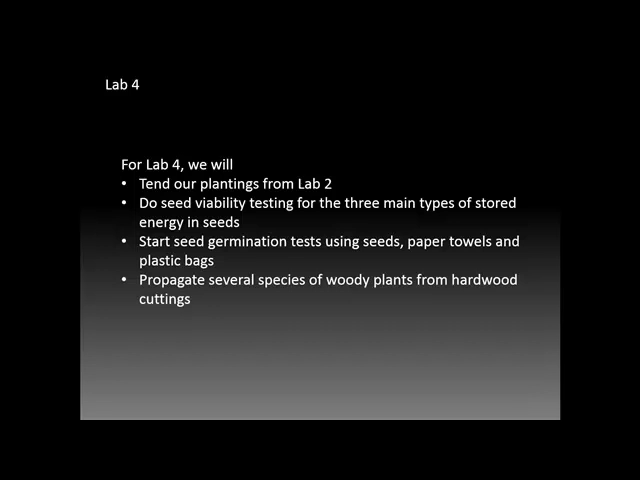 Lab 4
For Lab 4, we will
• Tend our plantings from Lab 2
• Do seed viability testing for the three main types of stored
energy in seeds
• Start seed germination tests using seeds, paper towels and
plastic bags
• Propagate several species of woody plants from hardwood
cuttings